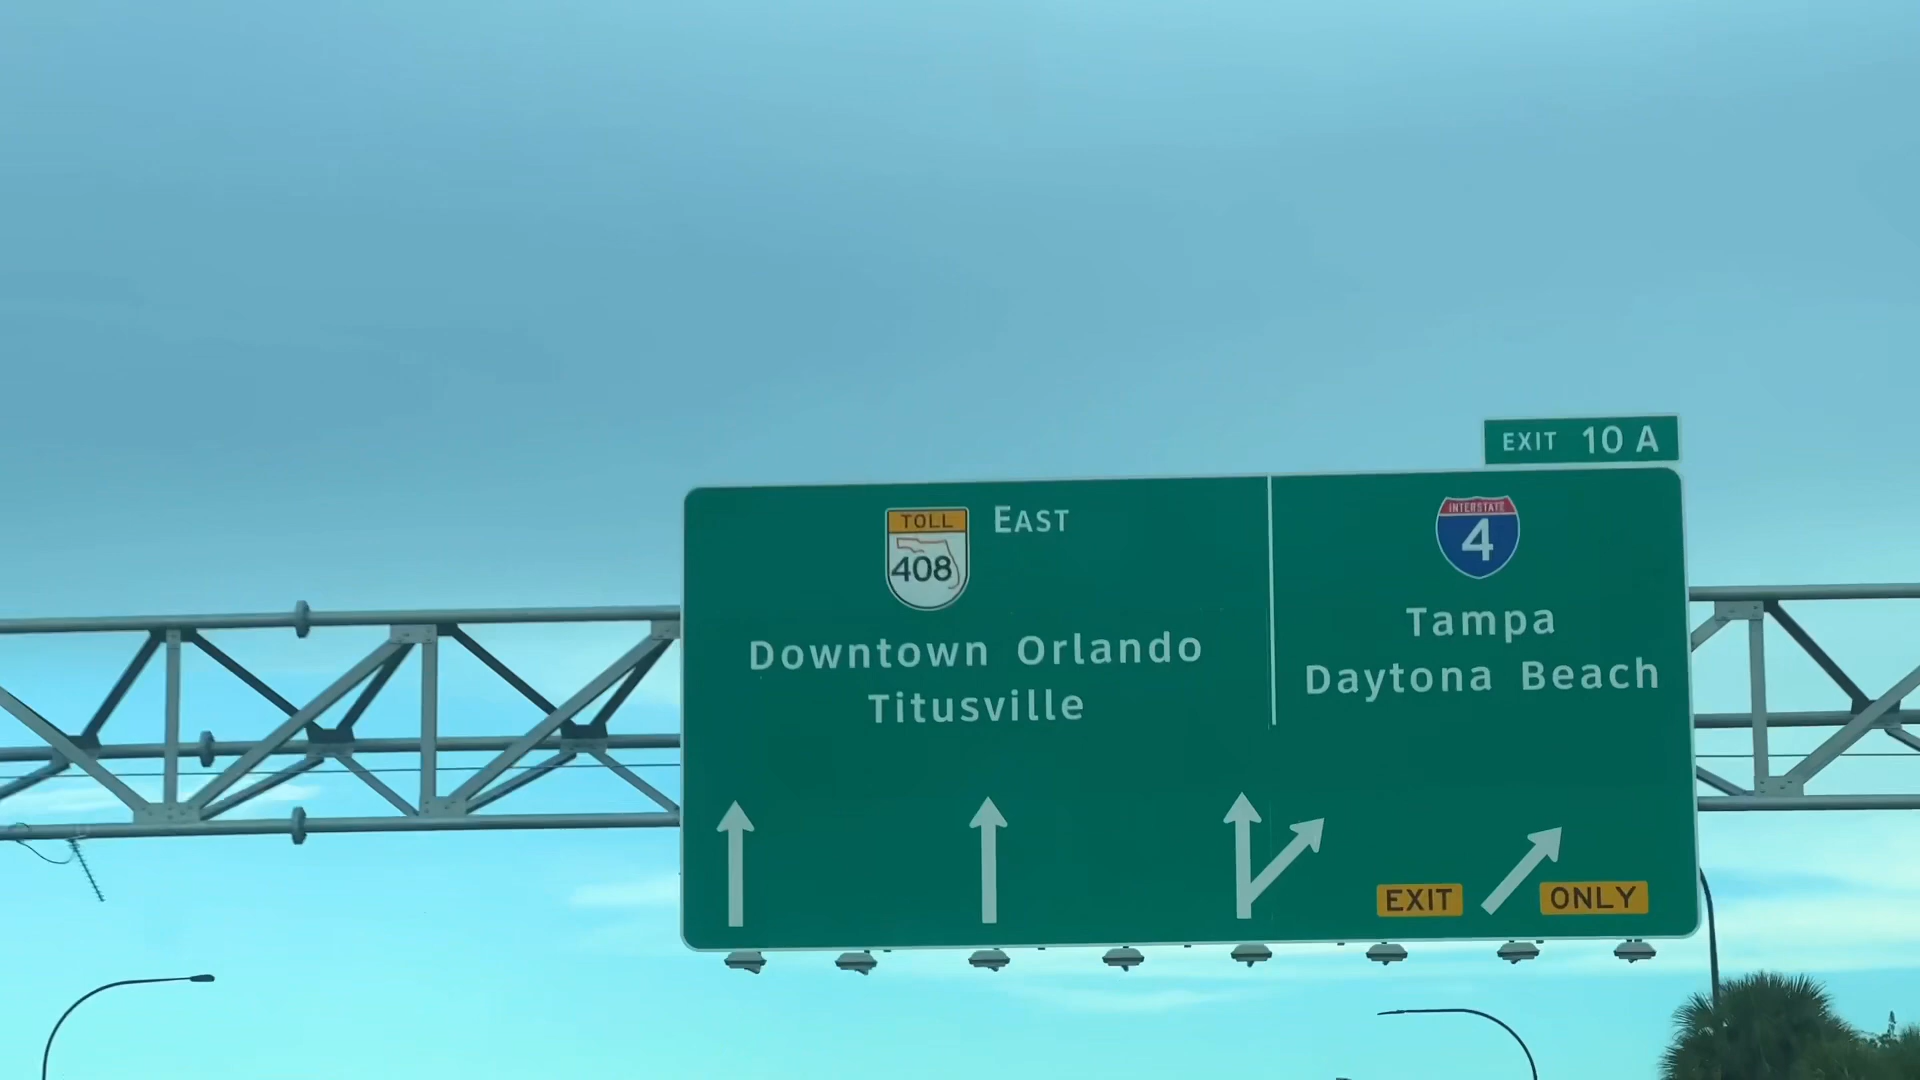 EXIT 10 A
TOLL
408
EAST
Downtown Orlando
Titusville
INTERSTATE
4
Tampa
Daytona Beach
EXIT ONLY